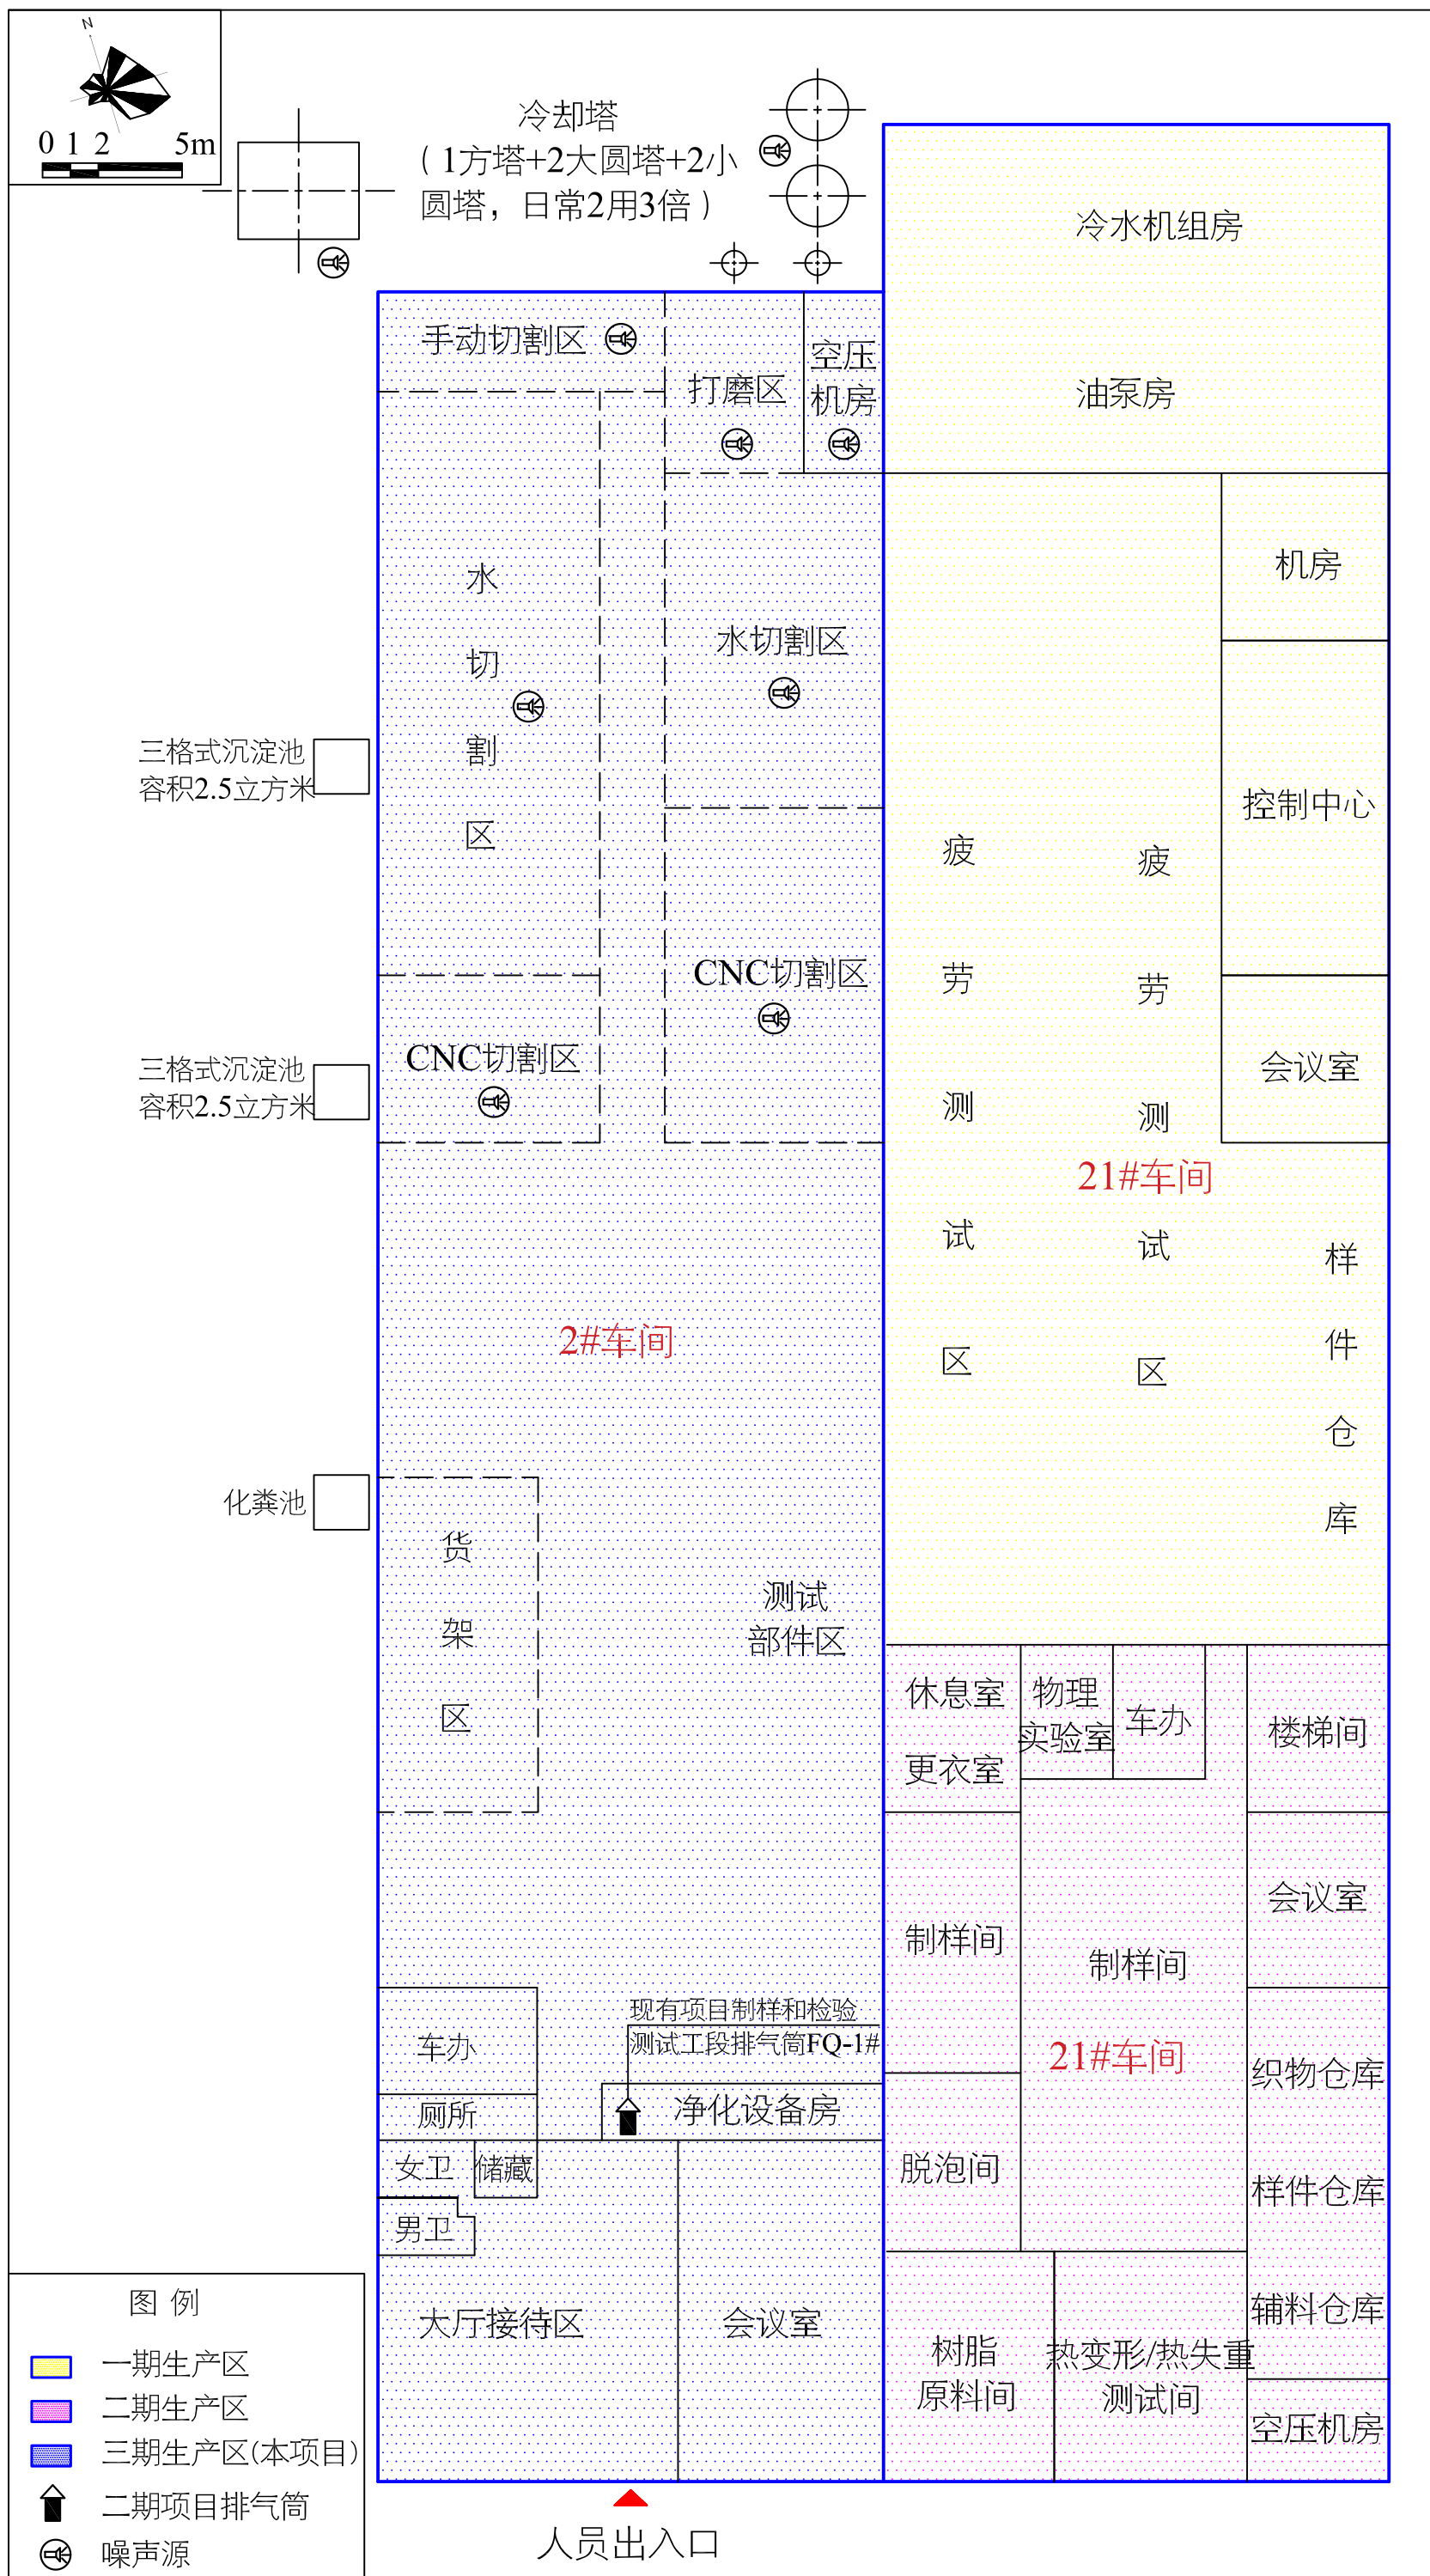 N
0 1 2 5m
冷却塔
（1方塔+2大圆塔+2小
圆塔，日常2用3倍）
冷水机组房
油泵房
手动切割区
打磨区
空压
机房
机房
水切割区
水切割区
控制中心
三格式沉淀池
容积2.5立方米
疲劳测试区
疲劳测试区
CNC切割区
CNC切割区
三格式沉淀池
容积2.5立方米
会议室
21#车间
样件仓库
2#车间
化粪池
货架区
测试
部件区
休息室
更衣室
物理
实验室
车办
楼梯间
会议室
制样间
制样间
现有项目制样和检验
测试工段排气筒FQ-1#
车办
21#车间
织物仓库
厕所
净化设备房
女卫
储藏
脱泡间
样件仓库
男卫
大厅接待区
会议室
辅料仓库
树脂
原料间
热变形/热失重
测试间
空压机房
图 例
一期生产区
二期生产区
三期生产区(本项目)
二期项目排气筒
噪声源
人员出入口